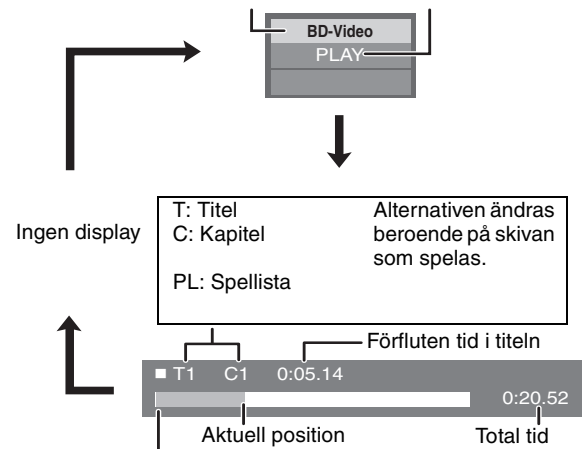 BD-Video
PLAY
Ingen display
T: Titel
C: Kapitel
PL: Spellista
Alternativen ändras
beroende på skivan
som spelas.
Förfluten tid i titeln
T1 C1 0:05.14
0:20.52
Aktuell position
Total tid